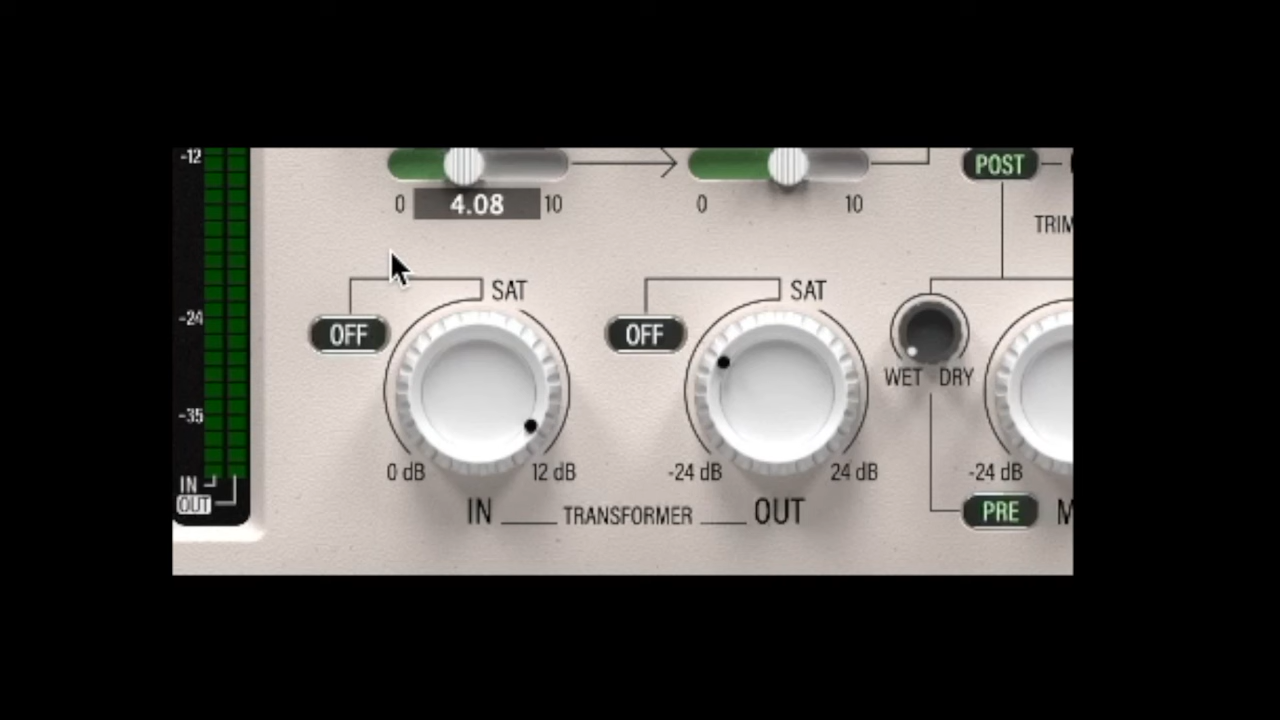 -12
POST
0 4.08 10
0 10
SAT
SAT
-24
OFF
OFF
WET DRY
-35
0 dB 12 dB
-24 dB 24 dB
-24 dB
IN
OUT
IN TRANSFORMER OUT
PRE